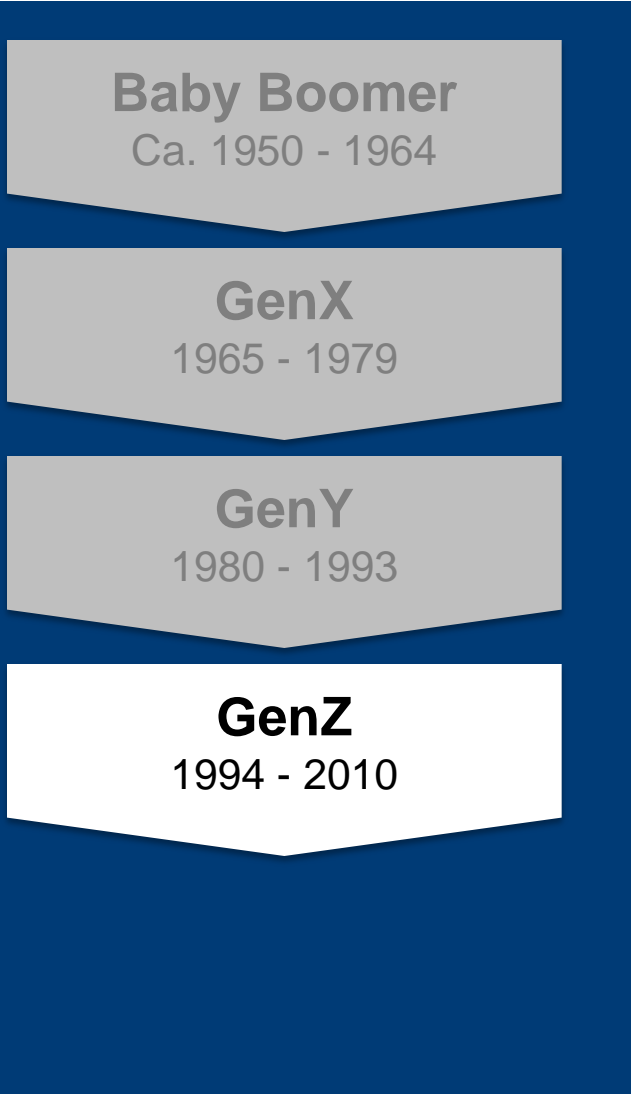 Baby Boomer
Ca. 1950 - 1964
GenX
1965 - 1979
GenY
1980 - 1993
GenZ
1994 - 2010